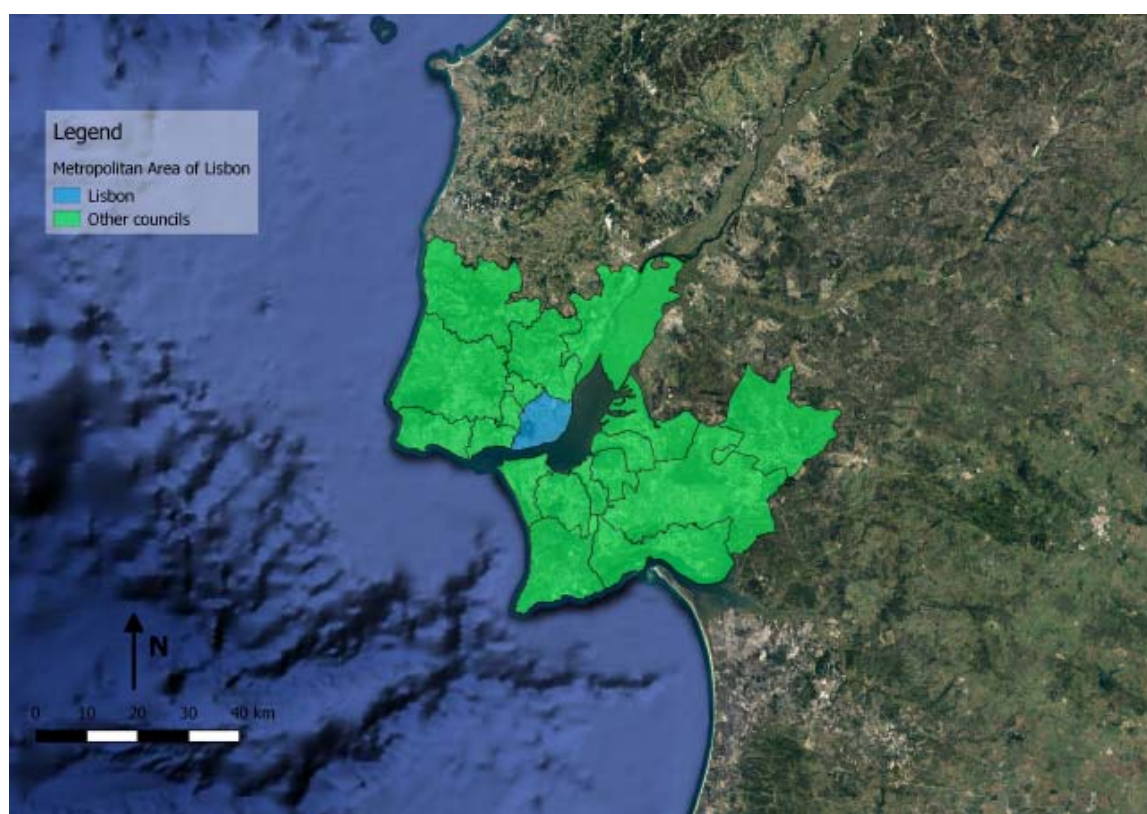 Legend
Metropolitan Area of Lisbon
Lisbon
Other councils
N
0 10 20 30 40 km